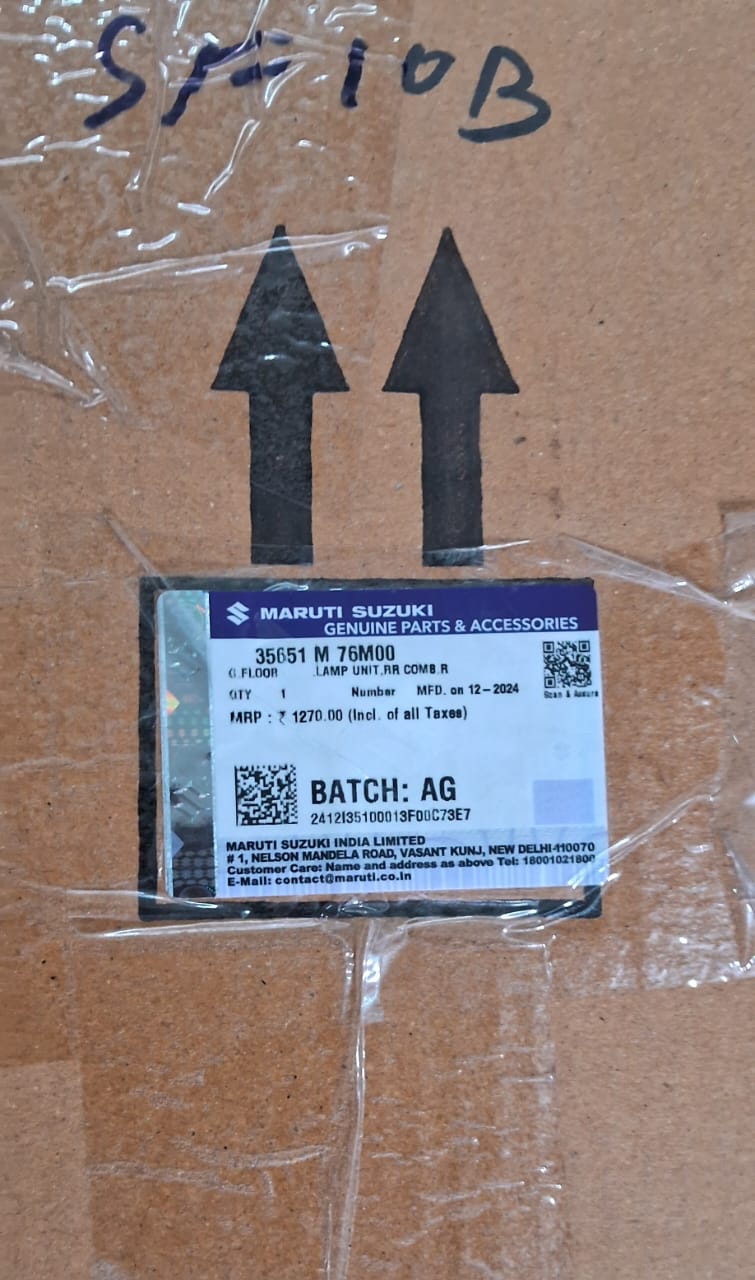 10B
MARUTI SUZUKI
GENUINE PARTS & ACCESSORIES
35651 M 76M00
G.FLOOR .LAMP UNIT,RR COMB.R
QTY 1 Number MFD. on 12-2024
Scan & Assure
MRP : ₹ 1270.00 (Incl. of all Taxes)
BATCH: AG
2412I35100013F00C73E7
MARUTI SUZUKI INDIA LIMITED
# 1, NELSON MANDELA ROAD, VASANT KUNJ, NEW DELHI-110070
Customer Care: Name and address as above Tel: 18001021800
E-Mail: contact@maruti.co.in